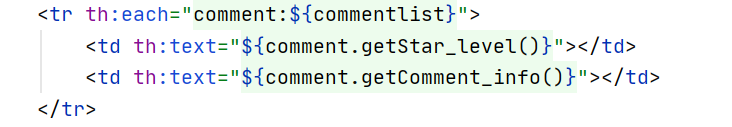 <tr th:each="comment:${commentlist}">
    <td th:text="${comment.getStar_level()}"></td>
    <td th:text="${comment.getComment_info()}"></td>
</tr>